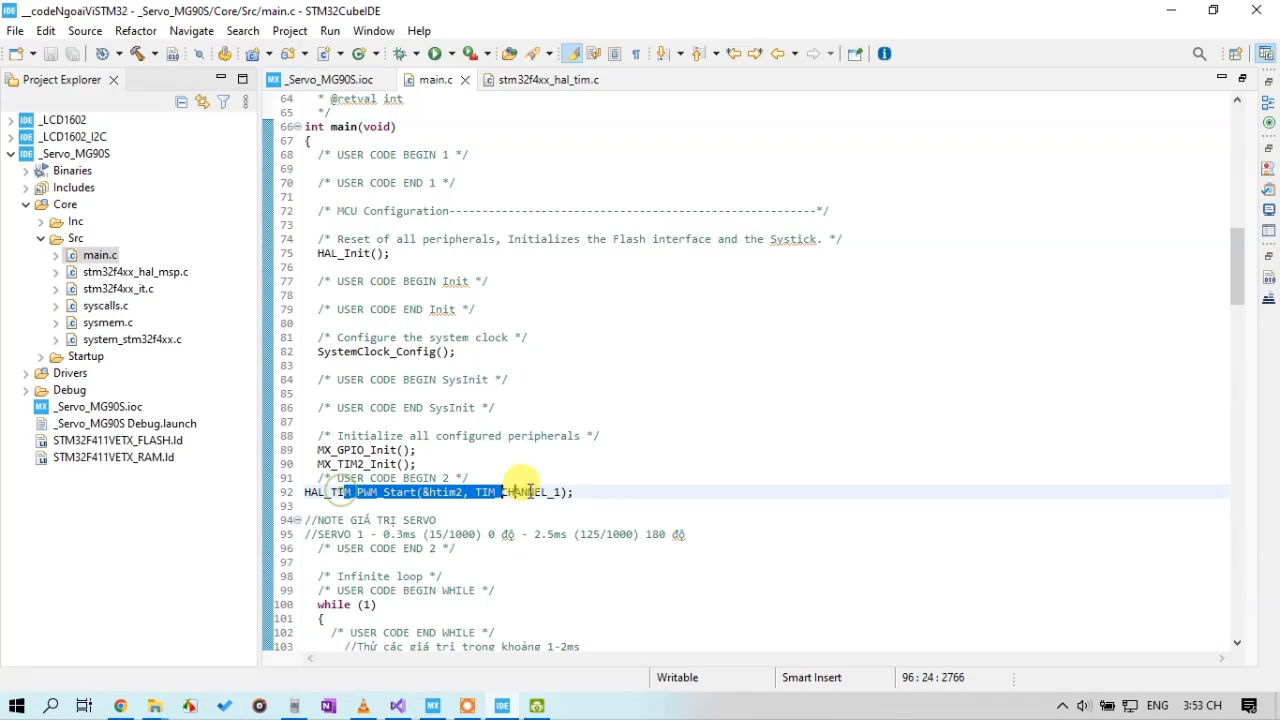 __codeNgoaiViSTM32 - _Servo_MG90S/Core/Src/main.c - STM32CubeIDE
File Edit Source Refactor Navigate Search Project Run Window Help
Project Explorer
_Servo_MG90S.ioc
main.c
stm32f4xx_hal_tim.c
_LCD1602
_LCD1602_I2C
_Servo_MG90S
Binaries
Includes
Core
Inc
Src
main.c
stm32f4xx_hal_msp.c
stm32f4xx_it.c
syscalls.c
sysmem.c
system_stm32f4xx.c
Startup
Drivers
Debug
_Servo_MG90S.ioc
_Servo_MG90S Debug.launch
STM32F411VETX_FLASH.ld
STM32F411VETX_RAM.ld
64 * @retval int
65 */
66 int main(void)
67 {
68 /* USER CODE BEGIN 1 */
69
70 /* USER CODE END 1 */
71
72 /* MCU Configuration--------------------------------------------------------*/
73
74 /* Reset of all peripherals, Initializes the Flash interface and the Systick. */
75 HAL_Init();
76
77 /* USER CODE BEGIN Init */
78
79 /* USER CODE END Init */
80
81 /* Configure the system clock */
82 SystemClock_Config();
83
84 /* USER CODE BEGIN SysInit */
85
86 /* USER CODE END SysInit */
87
88 /* Initialize all configured peripherals */
89 MX_GPIO_Init();
90 MX_TIM2_Init();
91 /* USER CODE BEGIN 2 */
92 HAL_TIM_PWM_Start(&htim2, TIM_CHANNEL_1);
93
94 //NOTE GIÁ TRỊ SERVO
95 //SERVO 1 - 0.3ms (15/1000) 0 độ - 2.5ms (125/1000) 180 độ
96 /* USER CODE END 2 */
97
98 /* Infinite loop */
99 /* USER CODE BEGIN WHILE */
100 while (1)
101 {
102 /* USER CODE END WHILE */
103 //Thử các giá trị trong khoảng 1-2ms
Writable
Smart Insert
96 : 24 : 2766
ENG
3:53 CH